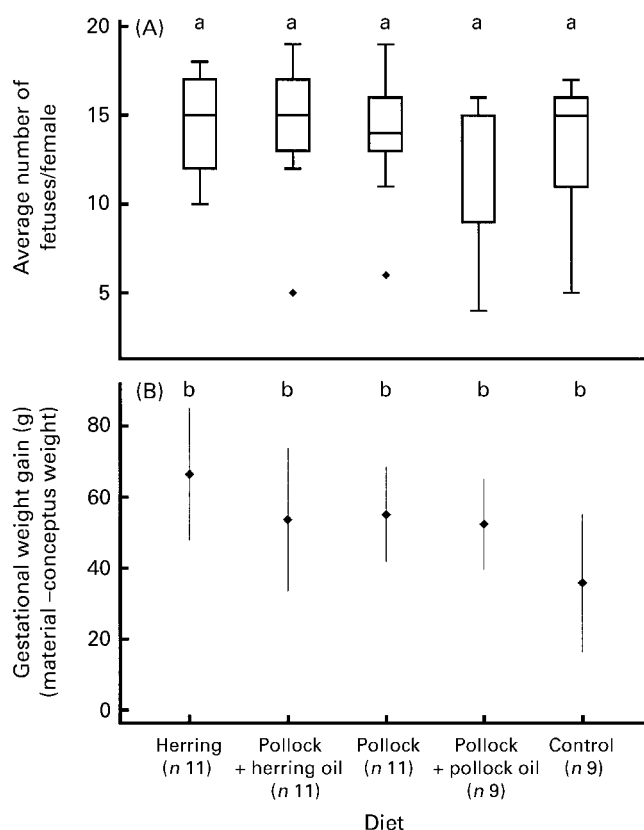 (A)
a a a a a
Average number of
fetuses/female
20
15
10
5
(B)
b b b b b
Gestational weight gain (g)
(material–conceptus weight)
80
60
40
20
0
Herring
(n 11)
Pollock
+ herring oil
(n 11)
Pollock
(n 11)
Pollock
+ pollock oil
(n 9)
Control
(n 9)
Diet